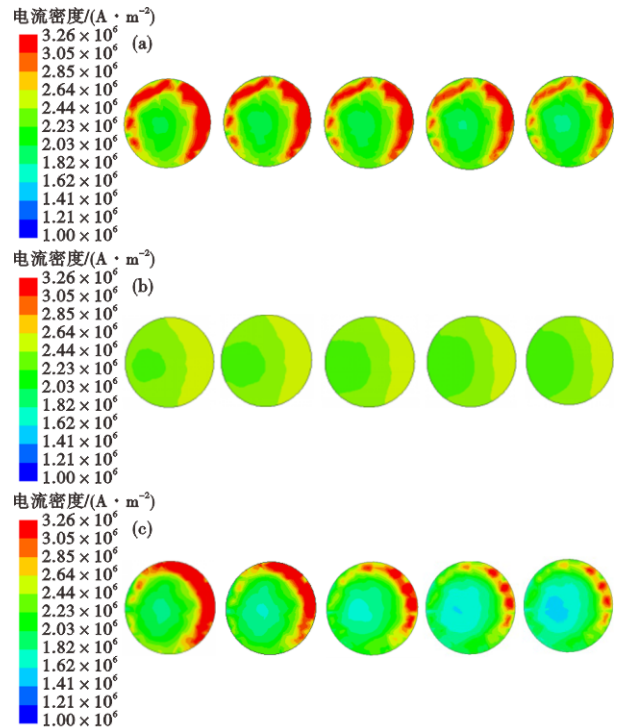 电流密度/(A · m⁻²)
3.26 × 10⁶
(a)
3.05 × 10⁶
2.85 × 10⁶
2.64 × 10⁶
2.44 × 10⁶
2.23 × 10⁶
2.03 × 10⁶
1.82 × 10⁶
1.62 × 10⁶
1.41 × 10⁶
1.21 × 10⁶
1.00 × 10⁶
电流密度/(A · m⁻²)
3.26 × 10⁶
(b)
3.05 × 10⁶
2.85 × 10⁶
2.64 × 10⁶
2.44 × 10⁶
2.23 × 10⁶
2.03 × 10⁶
1.82 × 10⁶
1.62 × 10⁶
1.41 × 10⁶
1.21 × 10⁶
1.00 × 10⁶
电流密度/(A · m⁻²)
3.26 × 10⁶
(c)
3.05 × 10⁶
2.85 × 10⁶
2.64 × 10⁶
2.44 × 10⁶
2.23 × 10⁶
2.03 × 10⁶
1.82 × 10⁶
1.62 × 10⁶
1.41 × 10⁶
1.21 × 10⁶
1.00 × 10⁶